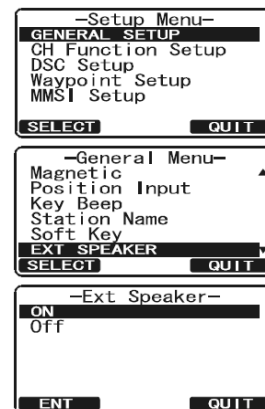 –Setup Menu–
GENERAL SETUP
CH Function Setup
DSC Setup
Waypoint Setup
MMSI Setup
SELECT QUIT
–General Menu–
Magnetic
Position Input
Key Beep
Station Name
Soft Key
EXT SPEAKER
SELECT QUIT
–Ext Speaker–
ON
Off
ENT QUIT